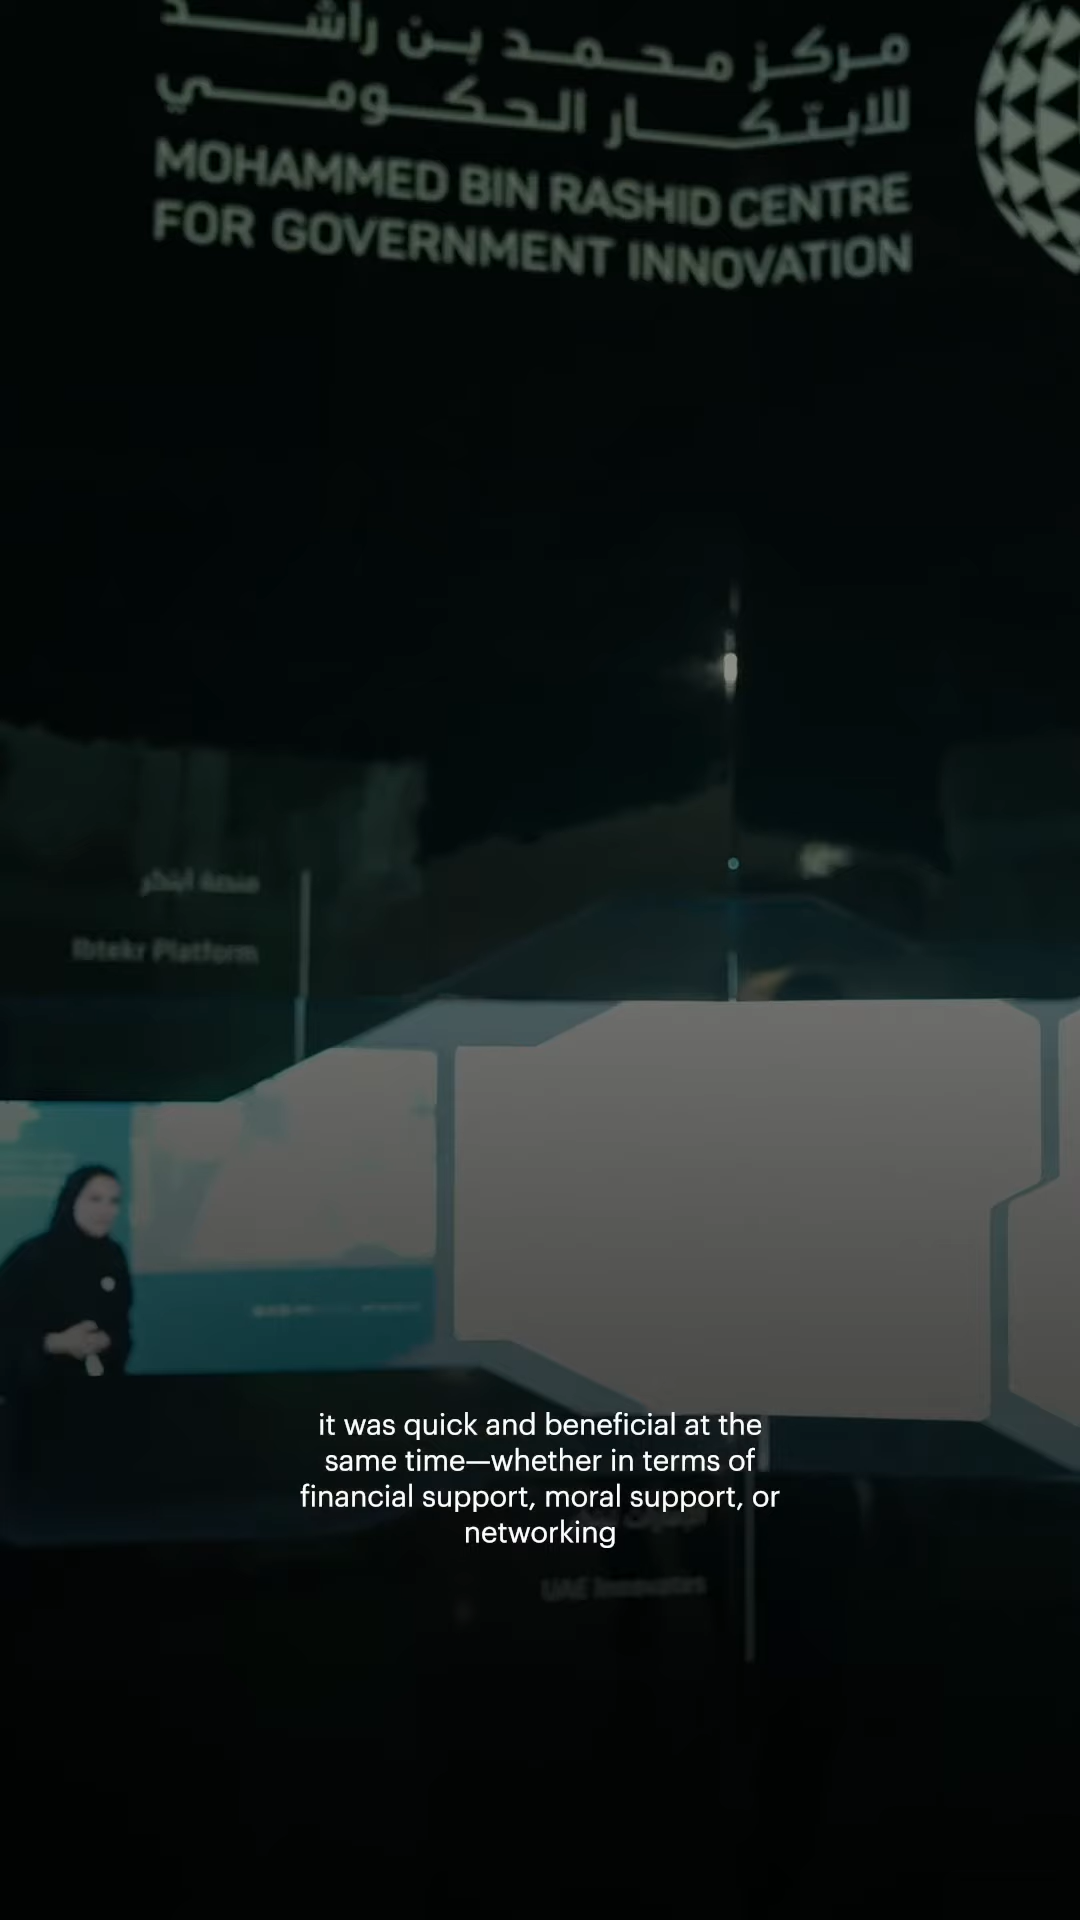 مركز محمد بن راشد
للابتكار الحكومي
MOHAMMED BIN RASHID CENTRE
FOR GOVERNMENT INNOVATION
منصة ابتكر
Ibtekr Platform
it was quick and beneficial at the
same time—whether in terms of
financial support, moral support, or
networking
UAE Innovates